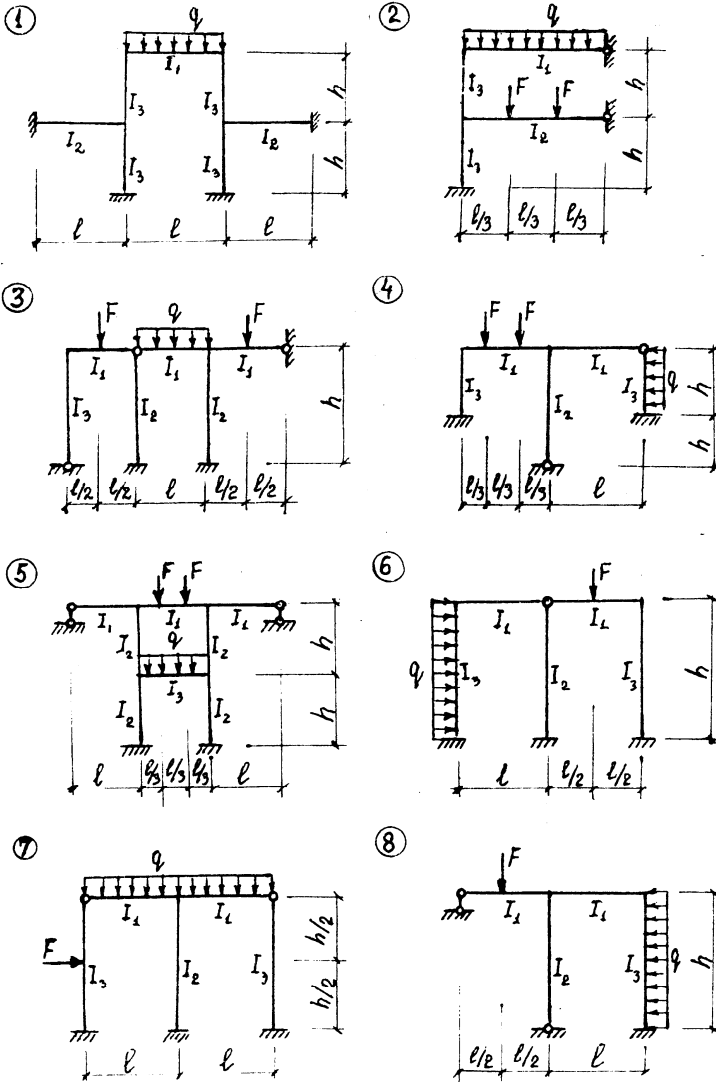 1
q
I₁
I₃ I₃
I₂ I₂
I₃ I₃
h
h
l l l
2
q
I₁
I₃
F F
I₂
I₃
h
h
l/3 l/3 l/3
3
F q F
I₁ I₁ I₁
I₃ I₂ I₂
h
l/2 l/2 l l/2 l/2
4
F F
I₁ I₁
I₃ I₃ q
I₂
h
h
l/3 l/3 l/3 l
5
F F
I₁ I₁ I₁
I₂ q I₂
I₃
I₂ I₂
h
h
l l/3 l/3 l/3 l
6
F
I₁ I₁
q I₃ I₂ I₃
h
l l/2 l/2
7
q
I₁ I₁
F
I₃ I₂ I₃
h/2
h/2
l l
8
F
I₁ I₁
I₂ I₃ q
h
l/2 l/2 l